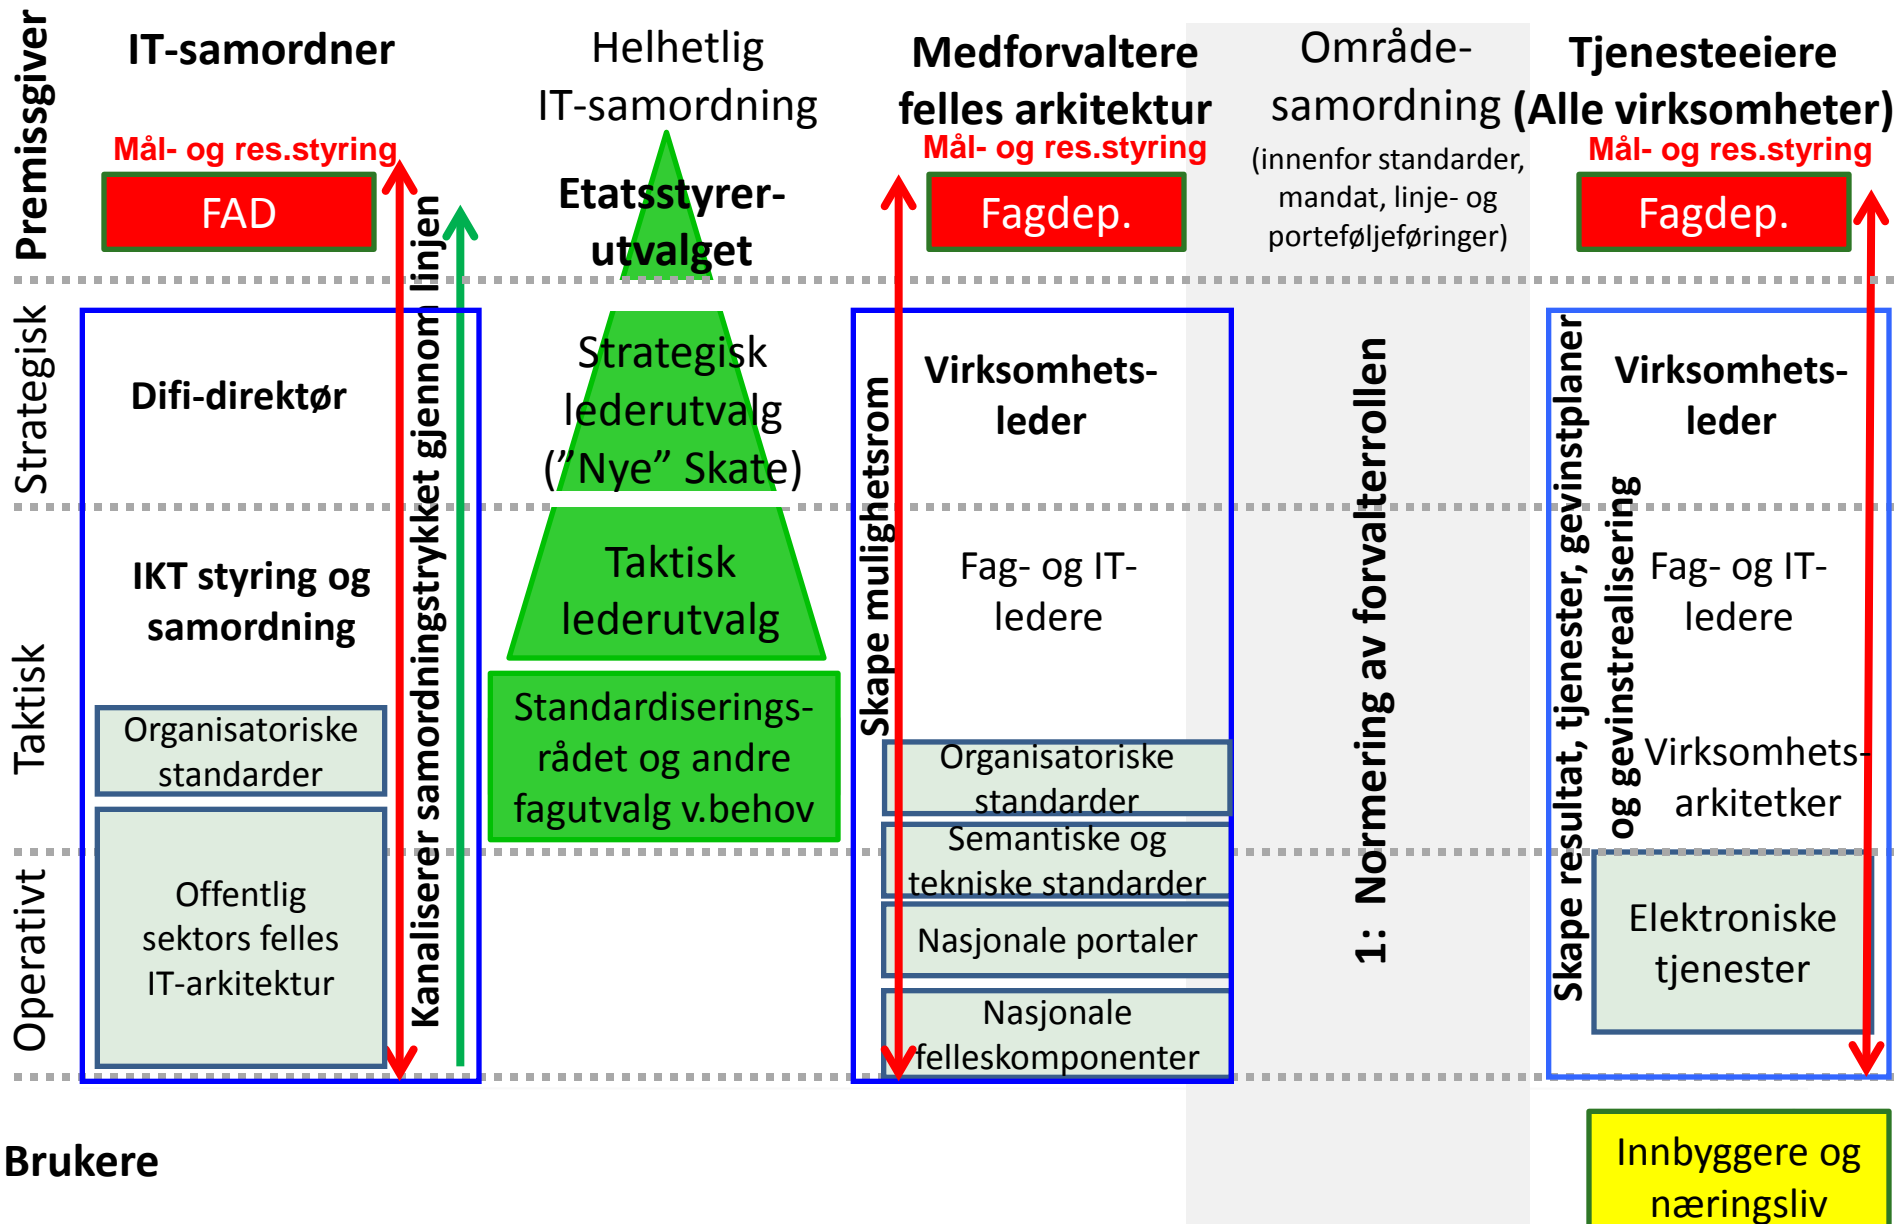 Premissgiver
Strategisk
Taktisk
Operativt
Brukere
IT-samordner
Mål- og res.styring
FAD
Difi-direktør
IKT styring og
samordning
Organisatoriske
standarder
Offentlig
sektors felles
IT-arkitektur
Kanaliserer samordningstrykket gjennom linjen
Helhetlig
IT-samordning
Etatsstyrer-
utvalget
Strategisk
lederutvalg
(”Nye” Skate)
Taktisk
lederutvalg
Standardiserings-
rådet og andre
fagutvalg v.behov
Medforvaltere
felles arkitektur
Mål- og res.styring
Fagdep.
Skape mulighetsrom
Virksomhets-
leder
Fag- og IT-
ledere
Organisatoriske
standarder
Semantiske og
tekniske standarder
Nasjonale portaler
Nasjonale
felleskomponenter
Område-
samordning
(innenfor standarder,
mandat, linje- og
porteføljeføringer)
1: Normering av forvalterrollen
Tjenesteeiere
(Alle virksomheter)
Mål- og res.styring
Fagdep.
Skape resultat, tjenester, gevinstplaner
og gevinstrealisering
Virksomhets-
leder
Fag- og IT-
ledere
Virksomhets-
arkitetker
Elektroniske
tjenester
Innbyggere og
næringsliv